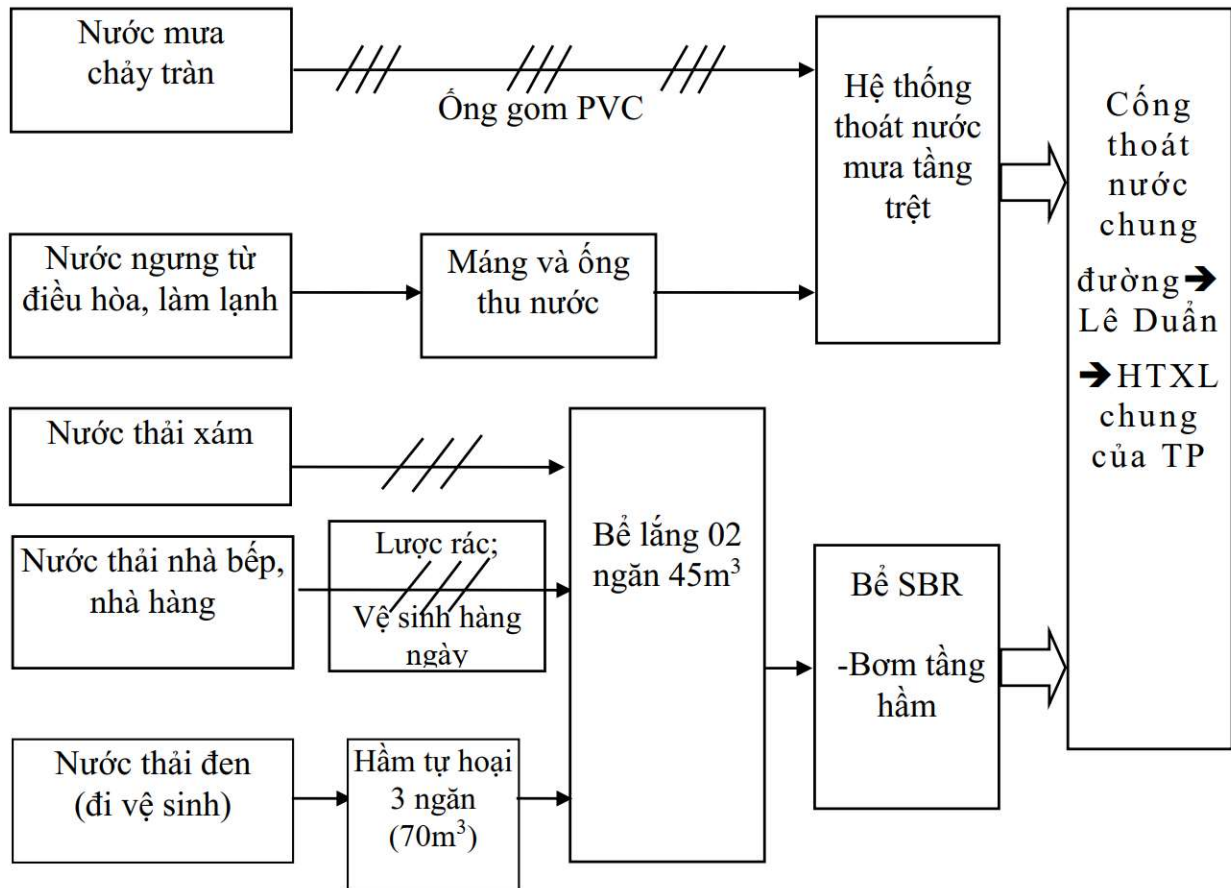 Nước mưa
chảy tràn
Ống gom PVC
Hệ thống
thoát nước
mưa tầng
trệt
Cống
thoát
nước
chung
đường➔
Lê Duẩn
➔HTXL
chung
của TP
Nước ngưng từ
điều hòa, làm lạnh
Máng và ống
thu nước
Nước thải xám
Nước thải nhà bếp,
nhà hàng
Lược rác;
Vệ sinh hàng
ngày
Bể lắng 02
ngăn 45m³
Bể SBR
-Bơm tầng
hầm
Nước thải đen
(đi vệ sinh)
Hầm tự hoại
3 ngăn
(70m³)